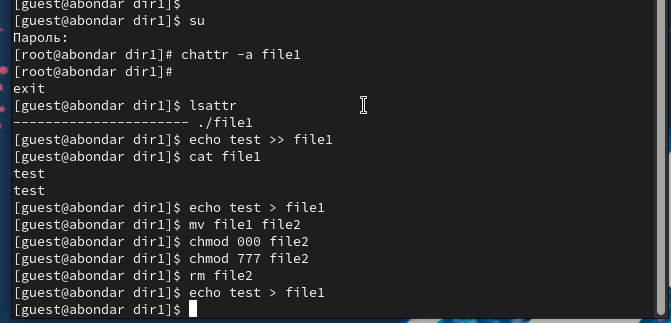 [guest@abondar dir1]$
[guest@abondar dir1]$ su
Пароль:
[root@abondar dir1]# chattr -a file1
[root@abondar dir1]#
exit
[guest@abondar dir1]$ lsattr
---------------------- ./file1
[guest@abondar dir1]$ echo test >> file1
[guest@abondar dir1]$ cat file1
test
test
[guest@abondar dir1]$ echo test > file1
[guest@abondar dir1]$ mv file1 file2
[guest@abondar dir1]$ chmod 000 file2
[guest@abondar dir1]$ chmod 777 file2
[guest@abondar dir1]$ rm file2
[guest@abondar dir1]$ echo test > file1
[guest@abondar dir1]$